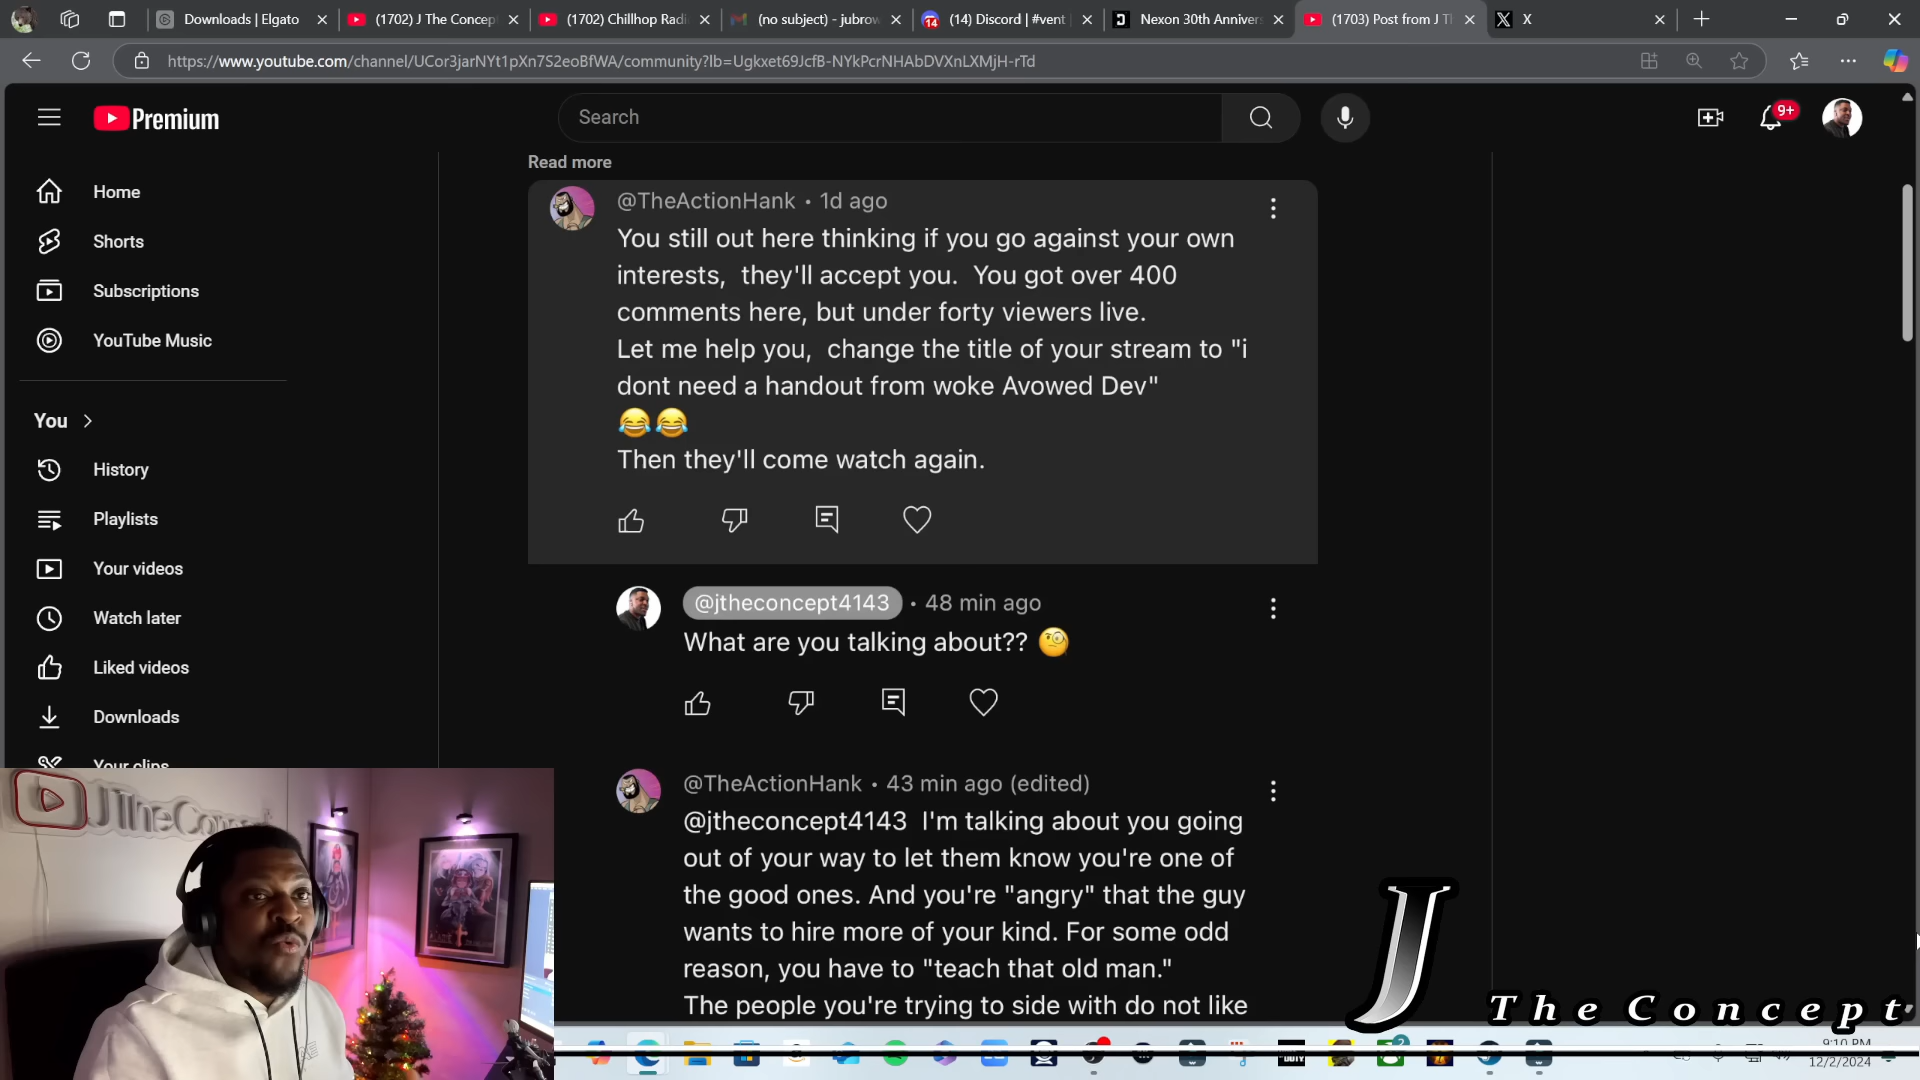 Downloads | Elgato
(1702) J The Concep
(1702) Chillhop Radi
(no subject) - jubrow
(14) Discord | #vent
Nexon 30th Annivers
(1703) Post from J T
X
https://www.youtube.com/channel/UCor3jarNYt1pXn7S2eoBfWA/community?lb=Ugkxet69JcfB-NYkPcrNHAbDVXnLXMjH-rTd
Premium
Search
9+
Home
Shorts
Subscriptions
YouTube Music
You
History
Playlists
Your videos
Watch later
Liked videos
Downloads
Your clips
Read more
@TheActionHank • 1d ago
You still out here thinking if you go against your own
interests, they'll accept you. You got over 400
comments here, but under forty viewers live.
Let me help you, change the title of your stream to "i
dont need a handout from woke Avowed Dev"
😂😂
Then they'll come watch again.
@jtheconcept4143 • 48 min ago
What are you talking about?? 🧐
@TheActionHank • 43 min ago (edited)
@jtheconcept4143 I'm talking about you going
out of your way to let them know you're one of
the good ones. And you're "angry" that the guy
wants to hire more of your kind. For some odd
reason, you have to "teach that old man."
The people you're trying to side with do not like
JTheConcept
J
The Concept
9:10 PM
12/2/2024